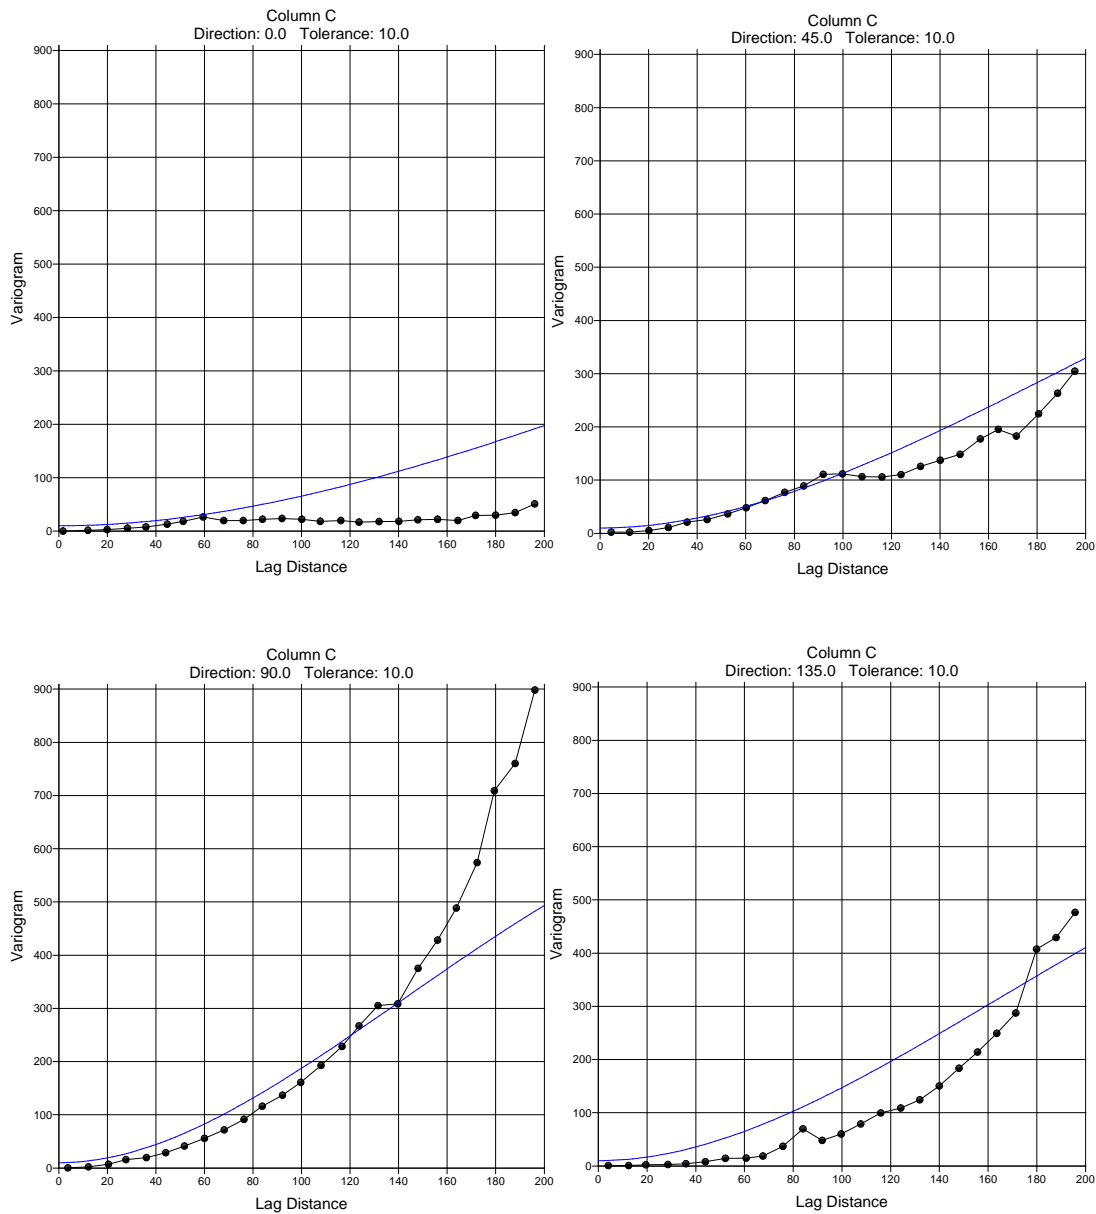 Column C
Direction: 0.0   Tolerance: 10.0
900
800
700
600
500
400
300
200
100
0
Variogram
0 20 40 60 80 100 120 140 160 180 200
Lag Distance
Column C
Direction: 45.0   Tolerance: 10.0
900
800
700
600
500
400
300
200
100
0
Variogram
0 20 40 60 80 100 120 140 160 180 200
Lag Distance
Column C
Direction: 90.0   Tolerance: 10.0
900
800
700
600
500
400
300
200
100
0
Variogram
0 20 40 60 80 100 120 140 160 180 200
Lag Distance
Column C
Direction: 135.0   Tolerance: 10.0
900
800
700
600
500
400
300
200
100
0
Variogram
0 20 40 60 80 100 120 140 160 180 200
Lag Distance